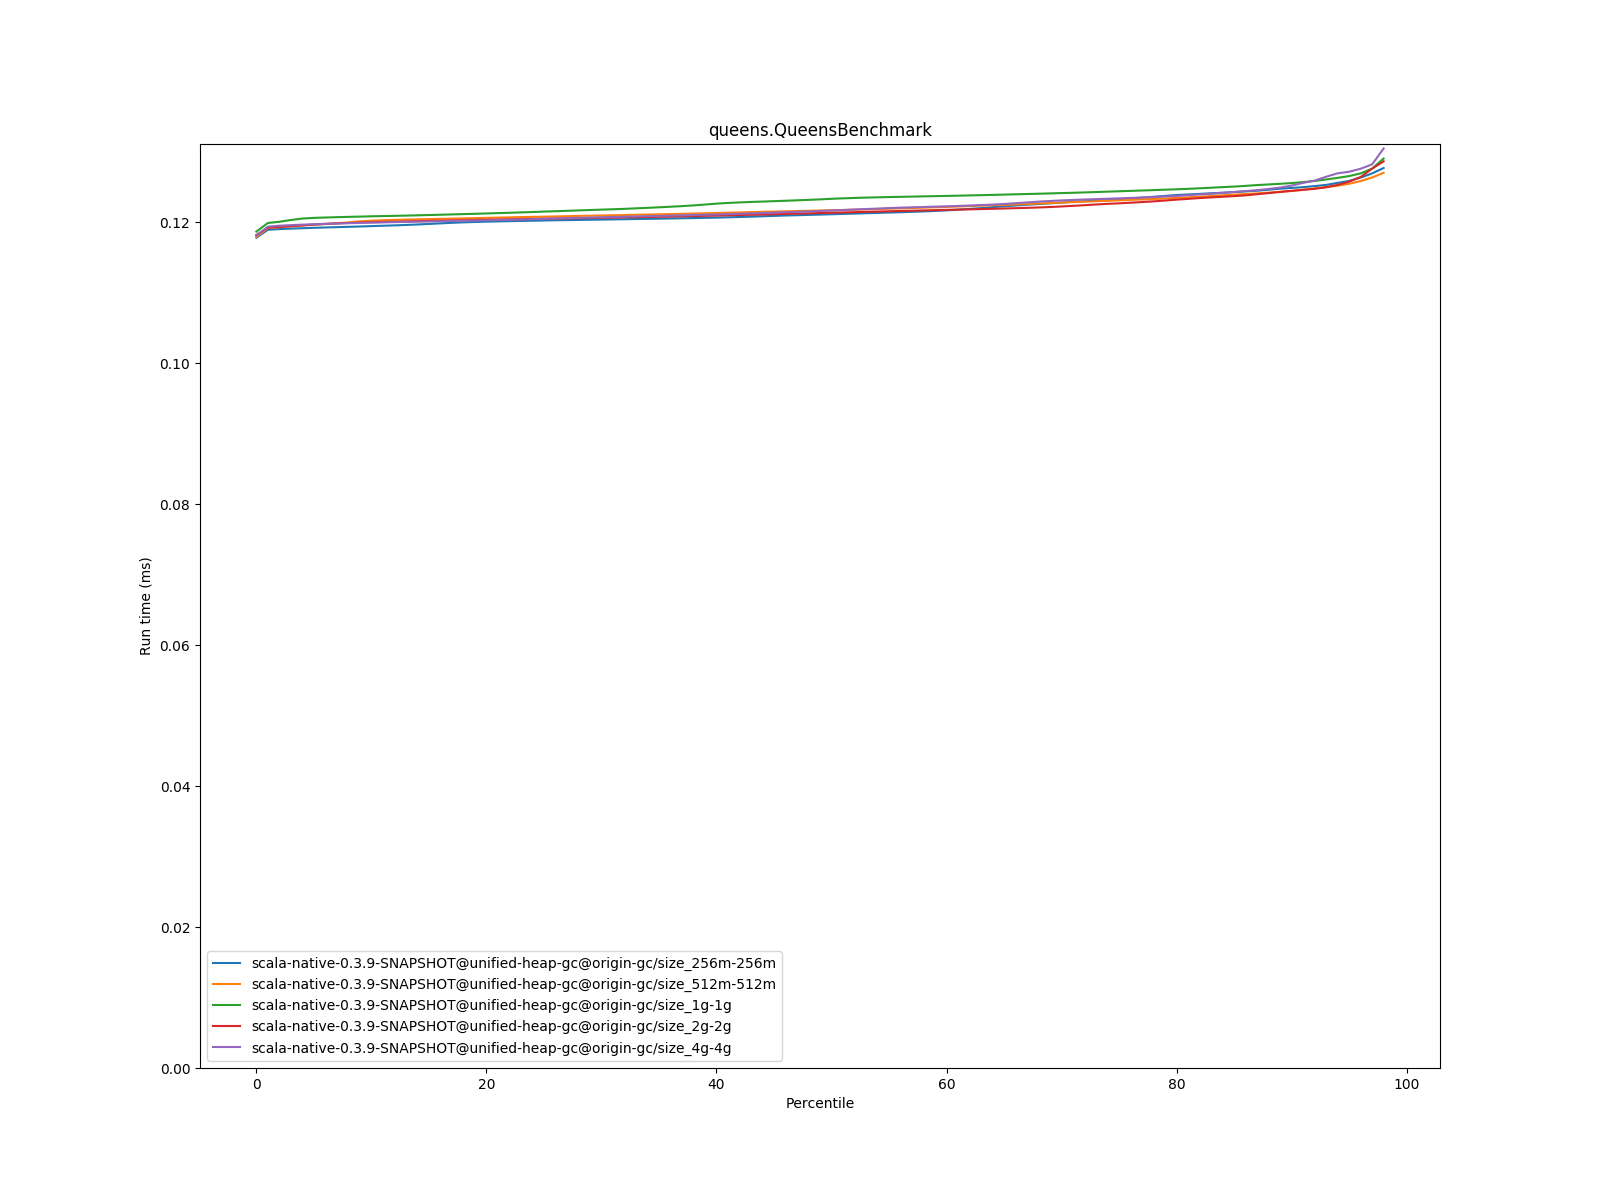 queens.QueensBenchmark
Run time (ms)
0.12
0.10
0.08
0.06
0.04
0.02
0.00
scala-native-0.3.9-SNAPSHOT@unified-heap-gc@origin-gc/size_256m-256m
scala-native-0.3.9-SNAPSHOT@unified-heap-gc@origin-gc/size_512m-512m
scala-native-0.3.9-SNAPSHOT@unified-heap-gc@origin-gc/size_1g-1g
scala-native-0.3.9-SNAPSHOT@unified-heap-gc@origin-gc/size_2g-2g
scala-native-0.3.9-SNAPSHOT@unified-heap-gc@origin-gc/size_4g-4g
0 20 40 60 80 100
Percentile